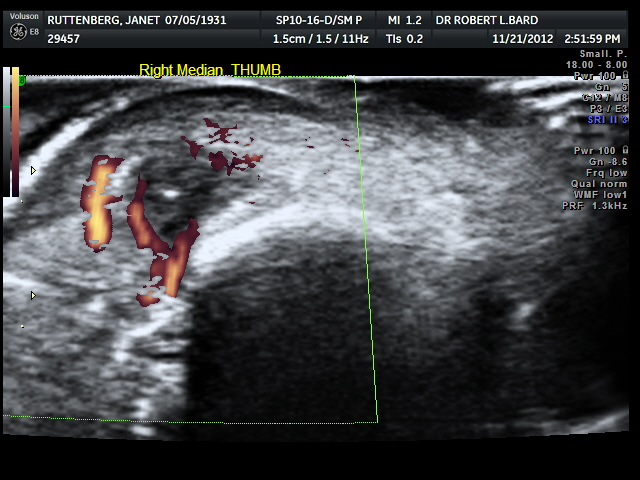 Voluson
GE E8
RUTTENBERG, JANET 07/05/1931
SP10-16-D/SM P
MI 1.2
DR ROBERT L.BARD
29457
1.5cm / 1.5 / 11Hz
TIs 0.2
11/21/2012
2:51:59 PM
Right Median THUMB
Small. P.
18.00 - 8.00
Pwr 100
Gn 5
C12 / M8
P3 / E3
SRI II 3
Pwr 100
Gn -8.6
Frq low
Qual norm
WMF low1
PRF 1.3kHz